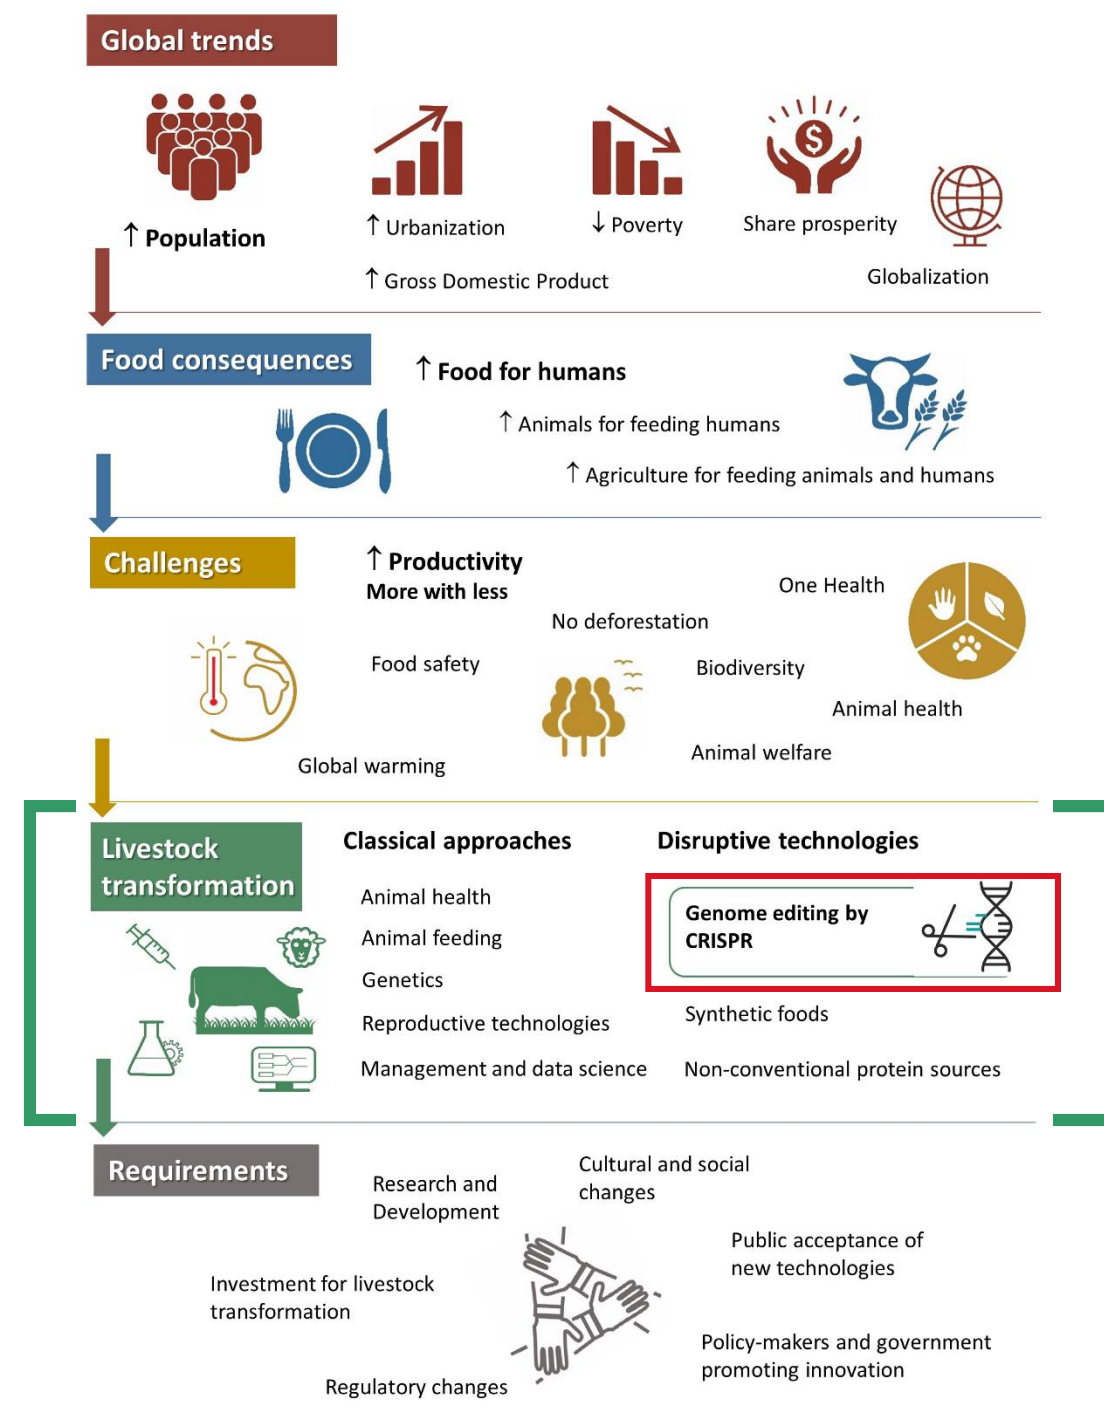 Global trends
↑ Population
↑ Urbanization
↓ Poverty
Share prosperity
↑ Gross Domestic Product
Globalization
Food consequences
↑ Food for humans
↑ Animals for feeding humans
↑ Agriculture for feeding animals and humans
Challenges
↑ Productivity
More with less
One Health
No deforestation
Food safety
Biodiversity
Animal health
Animal welfare
Global warming
Livestock
transformation
Classical approaches
Animal health
Animal feeding
Genetics
Reproductive technologies
Management and data science
Disruptive technologies
Genome editing by
CRISPR
Synthetic foods
Non-conventional protein sources
Requirements
Research and
Development
Cultural and social
changes
Public acceptance of
new technologies
Investment for livestock
transformation
Policy-makers and government
promoting innovation
Regulatory changes